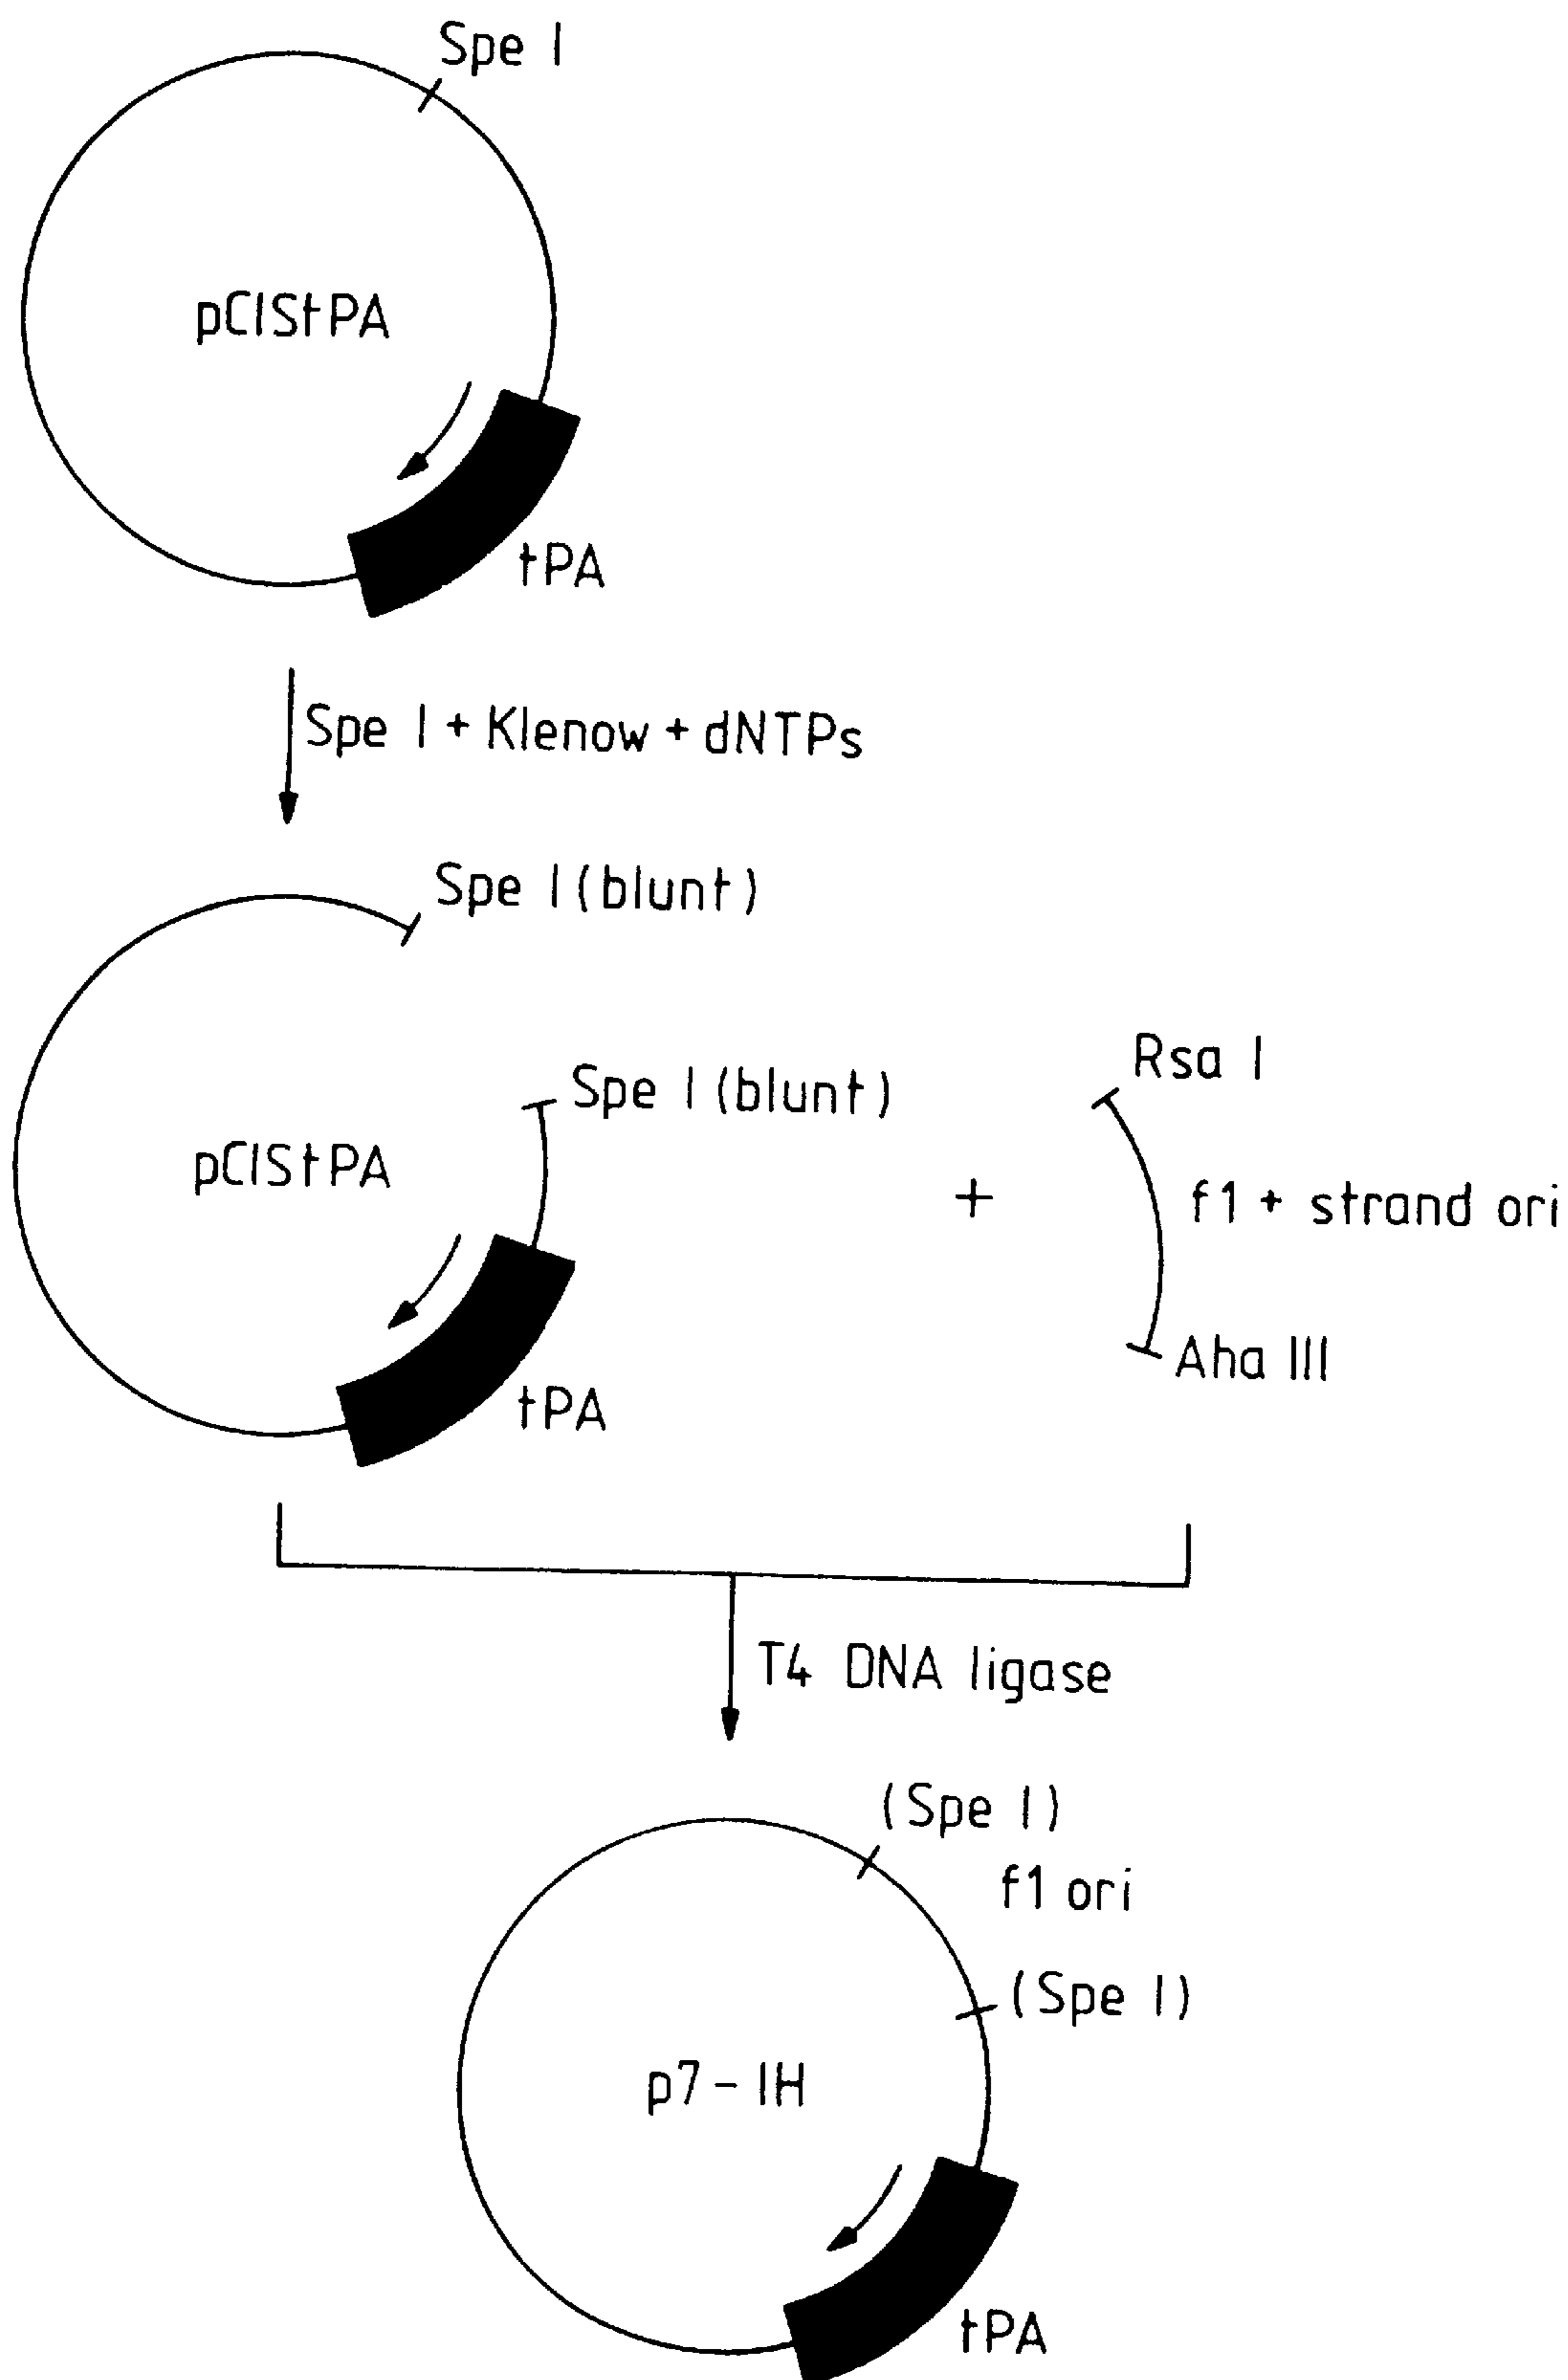 Spe I
pCIStPA
tPA
Spe I + Klenow + dNTPs
Spe I (blunt)
Spe I (blunt)
pCIStPA
tPA
+
Rsa I
f1 + strand ori
Aha III
T4 DNA ligase
(Spe I)
f1 ori
(Spe I)
p7 - IH
tPA